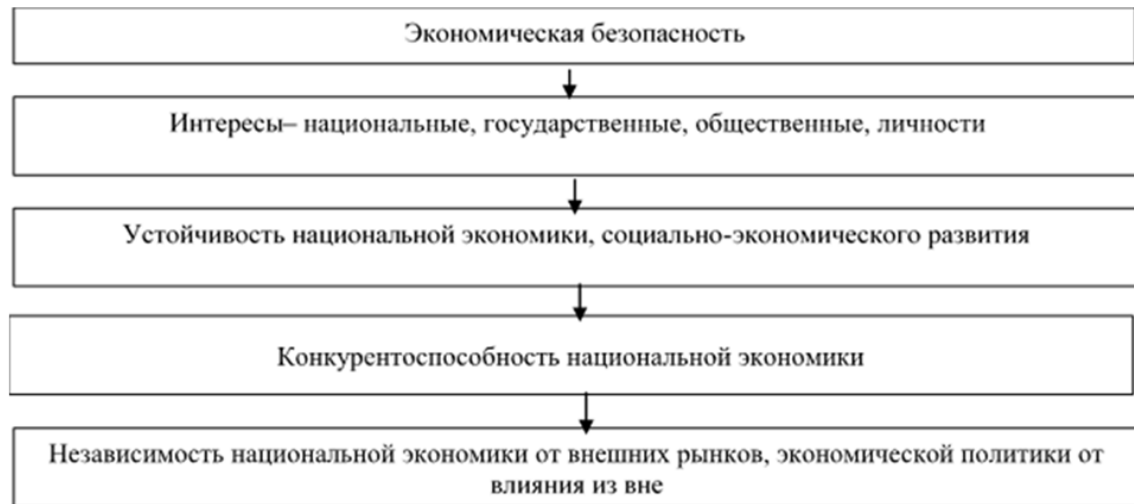 Экономическая безопасность
Интересы– национальные, государственные, общественные, личности
Устойчивость национальной экономики, социально-экономического развития
Конкурентоспособность национальной экономики
Независимость национальной экономики от внешних рынков, экономической политики от
влияния из вне